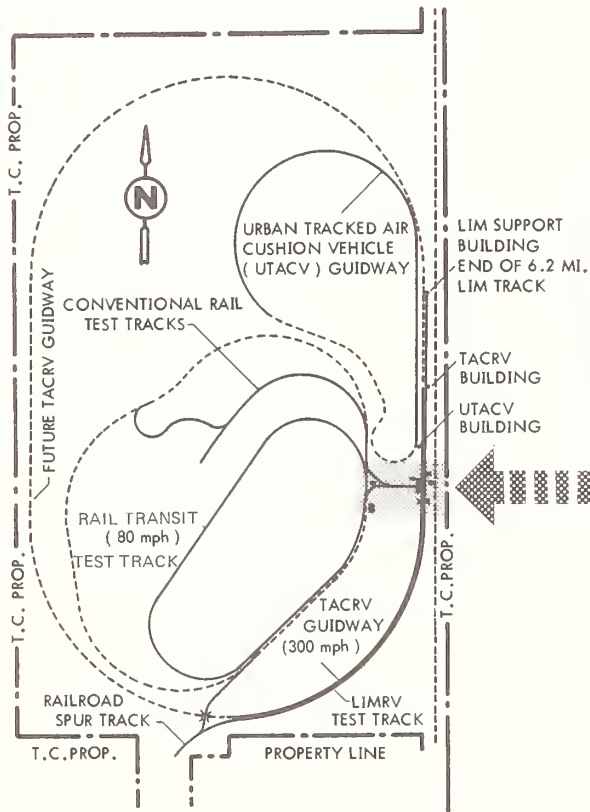 T.C. PROP.
N
URBAN TRACKED AIR
CUSHION VEHICLE
( UTACV ) GUIDWAY
LIM SUPPORT
BUILDING
END OF 6.2 MI.
LIM TRACK
CONVENTIONAL RAIL
TEST TRACKS
FUTURE TACRV GUIDWAY
TACRV
BUILDING
UTACV
BUILDING
RAIL TRANSIT
( 80 mph )
TEST TRACK
T.C. PROP.
T.C. PROP.
TACRV
GUIDWAY
(300 mph )
LIMRV
TEST TRACK
RAILROAD
SPUR TRACK
T.C.PROP.
PROPERTY LINE